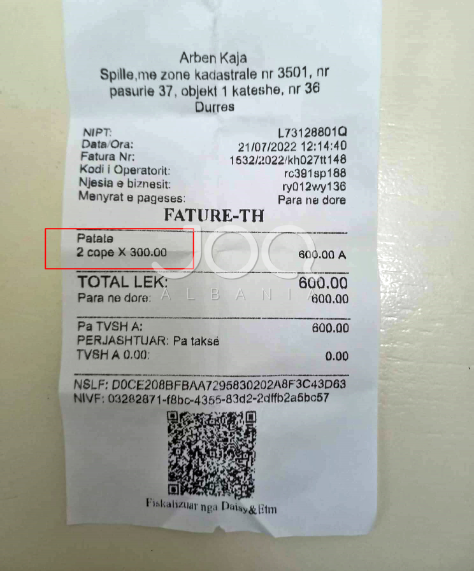 Arben Kaja
Spille,me zone kadastrale nr 3501, nr
pasurie 37, objekt 1 kateshe, nr 36
Durres
NIPT: L73128801Q
Data/Ora: 21/07/2022 12:14:40
Fatura Nr: 1532/2022/kh027tt148
Kodi i Operatorit: rc391sp188
Njesia e biznesit: ry012wy136
Menyrat e pageses: Para ne dore
FATURE-TH
Patate
2 cope X 300.00 600.00 A
JOQ
ALBANIA
TOTAL LEK: 600.00
Para ne dore: 600.00
Pa TVSH A: 600.00
PERJASHTUAR: Pa takse
TVSH A 0.00: 0.00
NSLF: D0CE208BFBAA7295830202A8F3C43D63
NIVF: 03282871-f8bc-4355-83d2-2dffb2a5bc57
Fiskalizuar nga Daisy&Etm